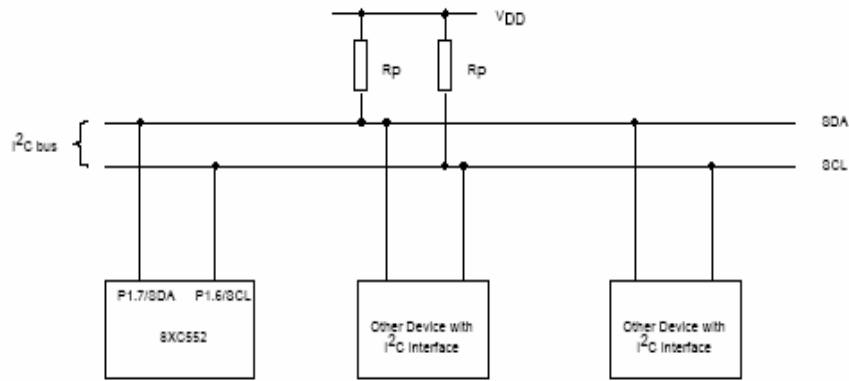 VDD
Rp
Rp
SDA
I²C bus
SCL
P1.7/SDA P1.6/SCL
8XC552
Other Device with
I²C Interface
Other Device with
I²C Interface